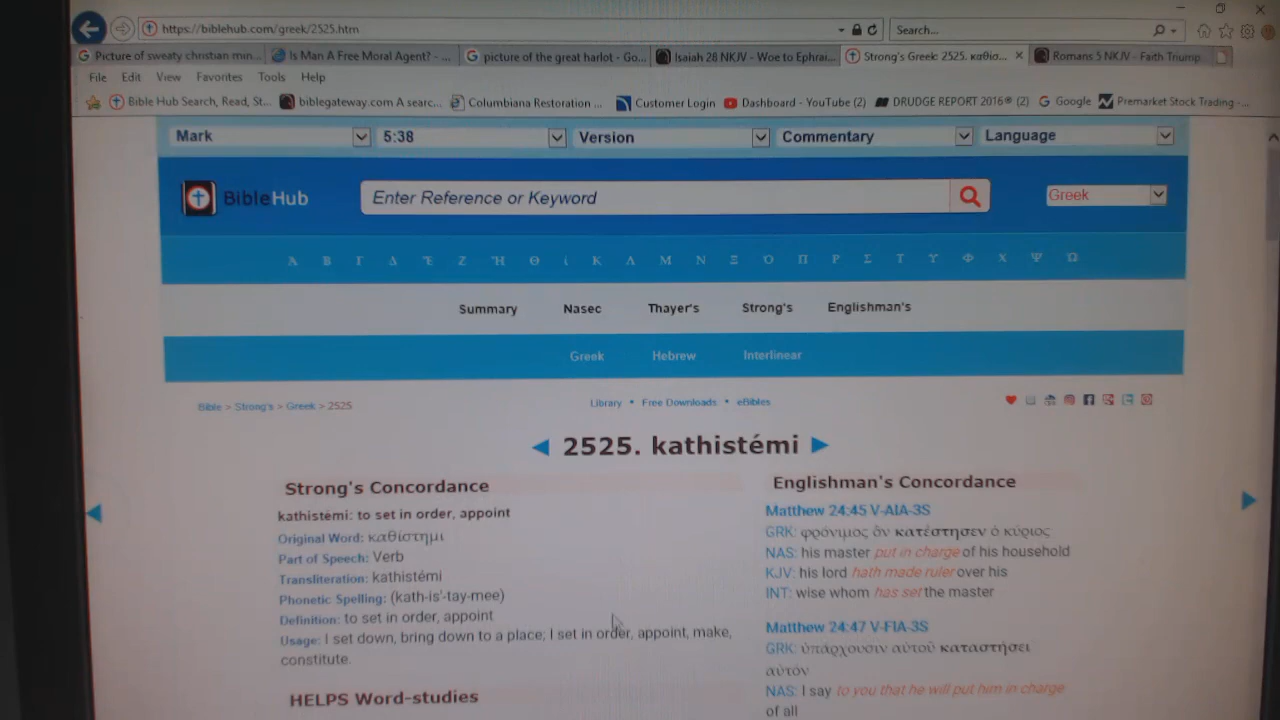 https://biblehub.com/greek/2525.htm
Search...
Picture of sweaty christian min...
Is Man A Free Moral Agent? - ...
picture of the great harlot - Go...
Isaiah 28 NKJV - Woe to Ephrai...
Strong's Greek: 2525. καθίσ...
Romans 5 NKJV - Faith Triump
File Edit View Favorites Tools Help
Bible Hub Search, Read, St...
biblegateway.com A searc...
Columbiana Restoration ...
Customer Login
Dashboard - YouTube (2)
DRUDGE REPORT 2016® (2)
Google
Premarket Stock Trading -...
Mark 5:38 Version Commentary Language
BibleHub
Enter Reference or Keyword
Greek
Α Β Γ Δ Ἐ Ζ Ἡ Θ ι Κ Λ Μ Ν Ξ Ὁ Π Ρ Σ Τ Υ Φ Χ Ψ Ω
Summary Nasec Thayer's Strong's Englishman's
Greek Hebrew Interlinear
Bible > Strong's > Greek > 2525
Library • Free Downloads • eBibles
◄ 2525. kathistémi ►
Strong's Concordance
kathistémi: to set in order, appoint
Original Word: καθίστημι
Part of Speech: Verb
Transliteration: kathistémi
Phonetic Spelling: (kath-is'-tay-mee)
Definition: to set in order, appoint
Usage: I set down, bring down to a place; I set in order, appoint, make,
constitute.
HELPS Word-studies
Englishman's Concordance
Matthew 24:45 V-AIA-3S
GRK: φρόνιμος ὃν κατέστησεν ὁ κύριος
NAS: his master put in charge of his household
KJV: his lord hath made ruler over his
INT: wise whom has set the master
Matthew 24:47 V-FIA-3S
GRK: ὑπάρχουσιν αὐτοῦ καταστήσει
αὐτόν
NAS: I say to you that he will put him in charge
of all